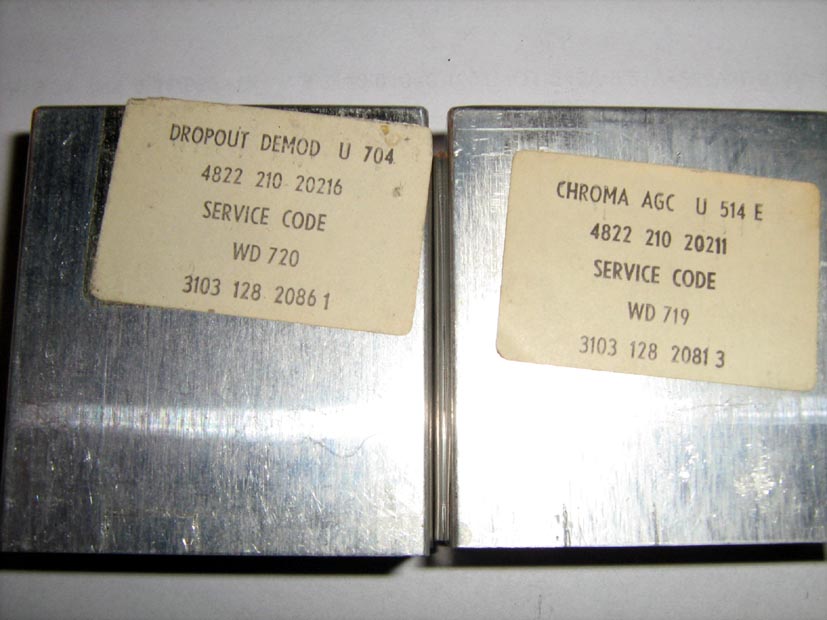 DROPOUT DEMOD U 704
4822 210 20216
SERVICE CODE
WD 720
3103 128 2086 1
CHROMA AGC U 514 E
4822 210 20211
SERVICE CODE
WD 719
3103 128 2081 3